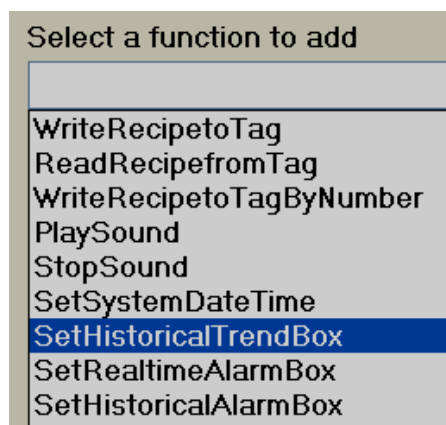 Select a function to add
WriteRecipetoTag
ReadRecipefromTag
WriteRecipetoTagByNumber
PlaySound
StopSound
SetSystemDateTime
SetHistoricalTrendBox
SetRealtimeAlarmBox
SetHistoricalAlarmBox